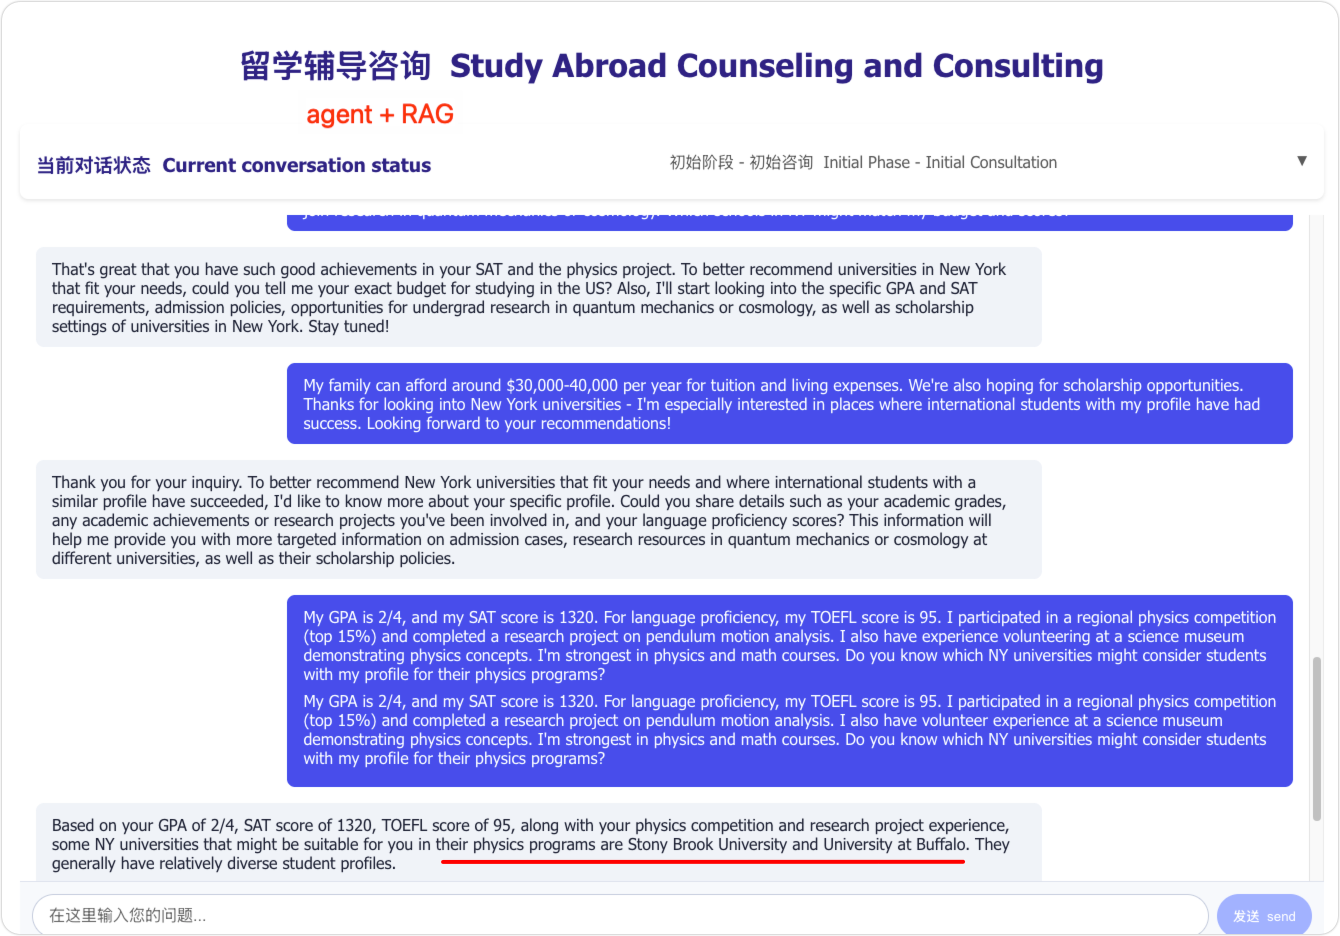 留学辅导咨询 Study Abroad Counseling and Consulting
agent + RAG
当前对话状态 Current conversation status
初始阶段 - 初始咨询 Initial Phase - Initial Consultation
▼
That's great that you have such good achievements in your SAT and the physics project. To better recommend universities in New York
that fit your needs, could you tell me your exact budget for studying in the US? Also, I'll start looking into the specific GPA and SAT
requirements, admission policies, opportunities for undergrad research in quantum mechanics or cosmology, as well as scholarship
settings of universities in New York. Stay tuned!
My family can afford around $30,000-40,000 per year for tuition and living expenses. We're also hoping for scholarship opportunities.
Thanks for looking into New York universities - I'm especially interested in places where international students with my profile have had
success. Looking forward to your recommendations!
Thank you for your inquiry. To better recommend New York universities that fit your needs and where international students with a
similar profile have succeeded, I'd like to know more about your specific profile. Could you share details such as your academic grades,
any academic achievements or research projects you've been involved in, and your language proficiency scores? This information will
help me provide you with more targeted information on admission cases, research resources in quantum mechanics or cosmology at
different universities, as well as their scholarship policies.
My GPA is 2/4, and my SAT score is 1320. For language proficiency, my TOEFL score is 95. I participated in a regional physics competition
(top 15%) and completed a research project on pendulum motion analysis. I also have experience volunteering at a science museum
demonstrating physics concepts. I'm strongest in physics and math courses. Do you know which NY universities might consider students
with my profile for their physics programs?
My GPA is 2/4, and my SAT score is 1320. For language proficiency, my TOEFL score is 95. I participated in a regional physics competition
(top 15%) and completed a research project on pendulum motion analysis. I also have volunteer experience at a science museum
demonstrating physics concepts. I'm strongest in physics and math courses. Do you know which NY universities might consider students
with my profile for their physics programs?
Based on your GPA of 2/4, SAT score of 1320, TOEFL score of 95, along with your physics competition and research project experience,
some NY universities that might be suitable for you in their physics programs are Stony Brook University and University at Buffalo. They
generally have relatively diverse student profiles.
在这里输入您的问题...
发送 send